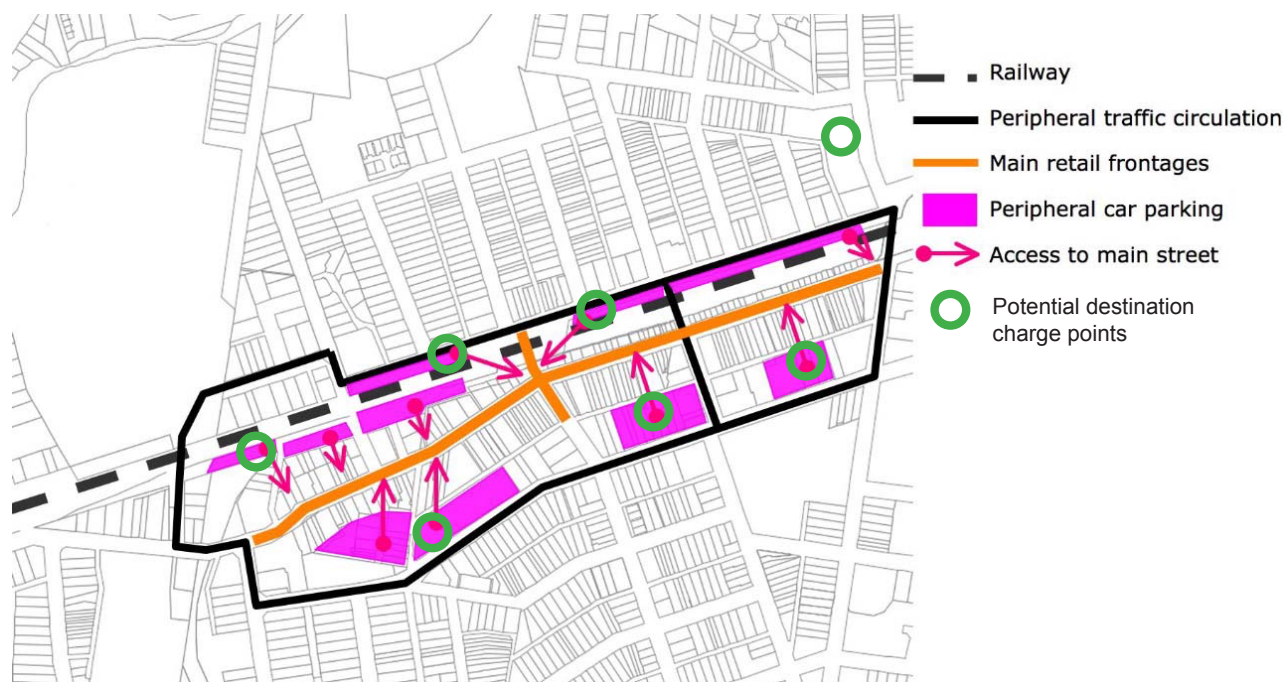 Railway
Peripheral traffic circulation
Main retail frontages
Peripheral car parking
Access to main street
Potential destination
charge points